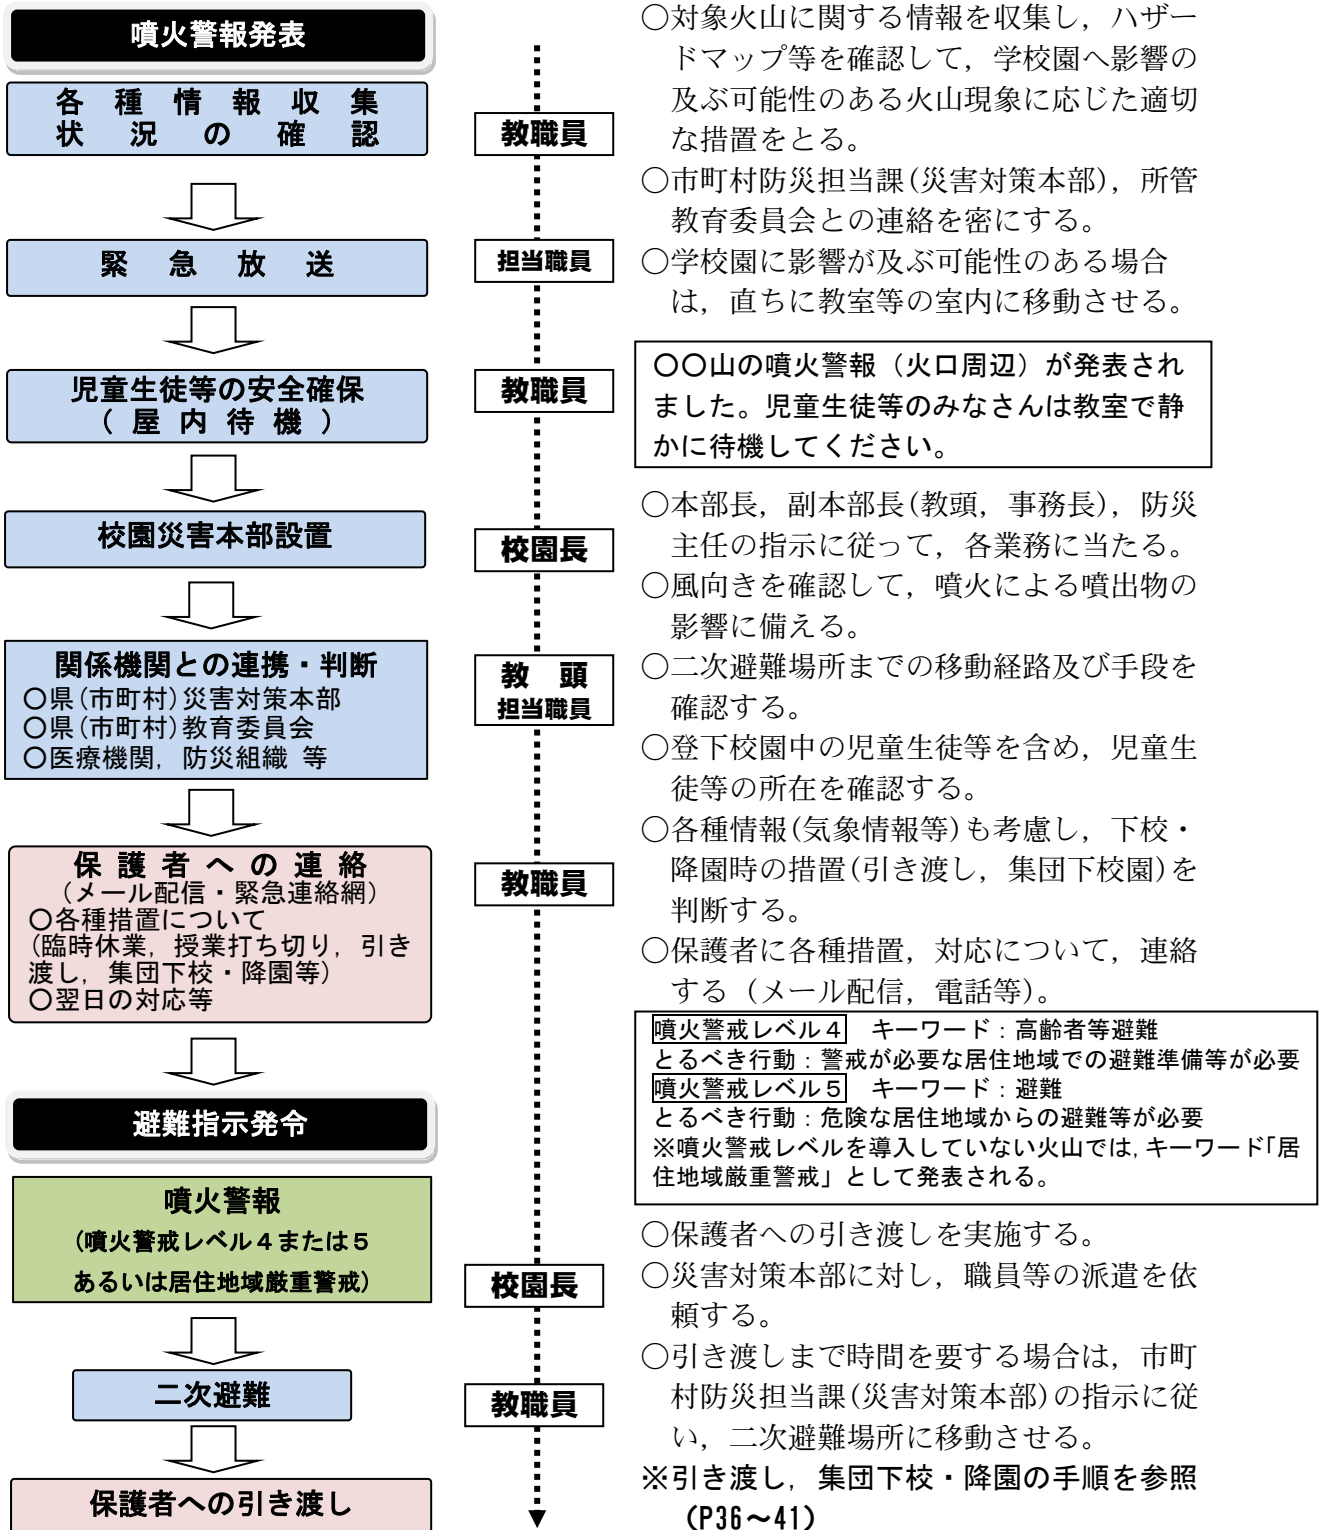 噴火警報発表
各種情報収集
状況の確認
緊急放送
児童生徒等の安全確保
(屋内待機)
校園災害本部設置
関係機関との連携・判断
○県(市町村)災害対策本部
○県(市町村)教育委員会
○医療機関，防災組織 等
保護者への連絡
(メール配信・緊急連絡網)
○各種措置について
(臨時休業，授業打ち切り，引き
渡し，集団下校・降園等)
○翌日の対応等
避難指示発令
噴火警報
(噴火警戒レベル４または５
あるいは居住地域厳重警戒)
二次避難
保護者への引き渡し
教職員
担当職員
教職員
校園長
教　頭
担当職員
教職員
校園長
教職員
○対象火山に関する情報を収集し，ハザー
ドマップ等を確認して，学校園へ影響の
及ぶ可能性のある火山現象に応じた適切
な措置をとる。
○市町村防災担当課(災害対策本部)，所管
教育委員会との連絡を密にする。
○学校園に影響が及ぶ可能性のある場合
は，直ちに教室等の室内に移動させる。
○○山の噴火警報（火口周辺）が発表され
ました。児童生徒等のみなさんは教室で静
かに待機してください。
○本部長，副本部長(教頭，事務長)，防災
主任の指示に従って，各業務に当たる。
○風向きを確認して，噴火による噴出物の
影響に備える。
○二次避難場所までの移動経路及び手段を
確認する。
○登下校園中の児童生徒等を含め，児童生
徒等の所在を確認する。
○各種情報(気象情報等)も考慮し，下校・
降園時の措置(引き渡し，集団下校園)を
判断する。
○保護者に各種措置，対応について，連絡
する（メール配信，電話等）。
噴火警戒レベル４　キーワード：高齢者等避難
とるべき行動：警戒が必要な居住地域での避難準備等が必要
噴火警戒レベル５　キーワード：避難
とるべき行動：危険な居住地域からの避難等が必要
※噴火警戒レベルを導入していない火山では，キーワード「居
住地域厳重警戒」として発表される。
○保護者への引き渡しを実施する。
○災害対策本部に対し，職員等の派遣を依
頼する。
○引き渡しまで時間を要する場合は，市町
村防災担当課(災害対策本部)の指示に従
い，二次避難場所に移動させる。
※引き渡し，集団下校・降園の手順を参照
（P36～41）